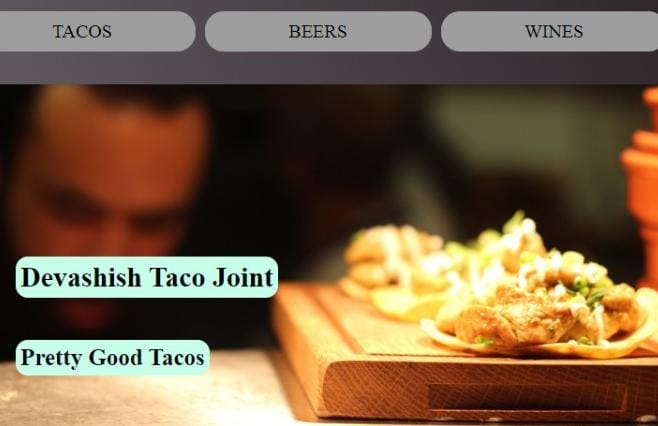 TACOS
BEERS
WINES
Devashish Taco Joint
Pretty Good Tacos